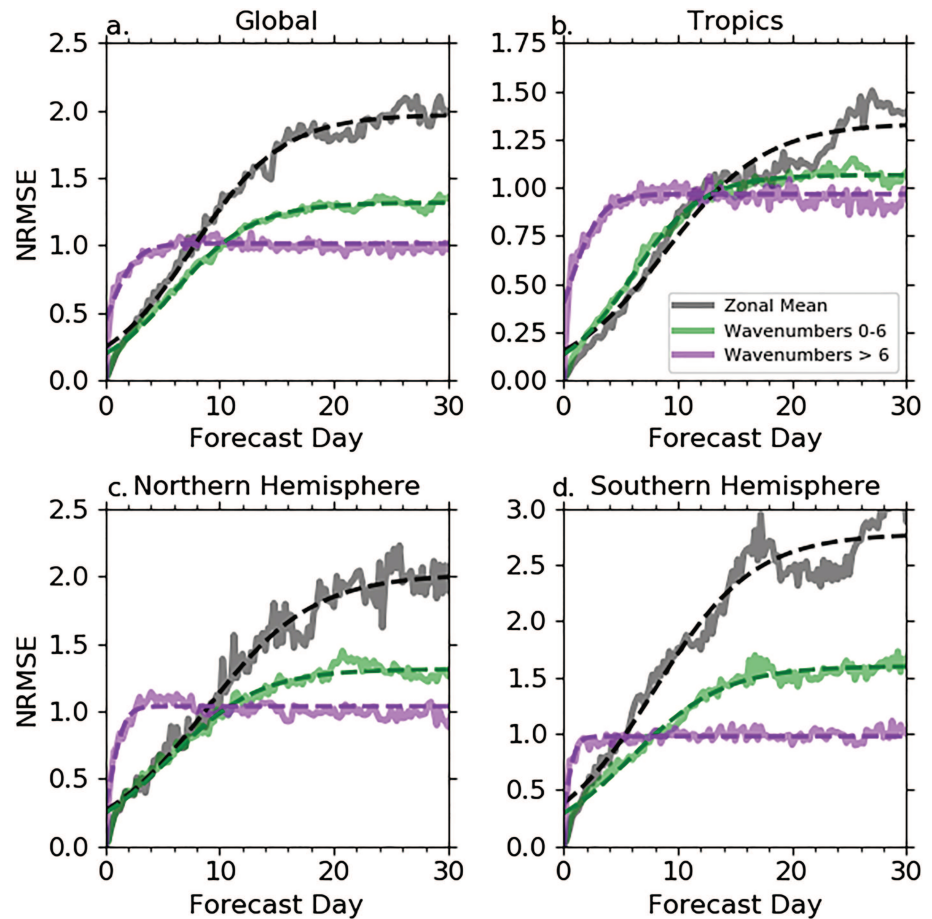 a. Global
2.5
2.0
1.5
1.0
0.5
0.0
NRMSE
0 10 20 30
Forecast Day
b. Tropics
1.75
1.50
1.25
1.00
0.75
0.50
0.25
0.00
Zonal Mean
Wavenumbers 0-6
Wavenumbers > 6
0 10 20 30
Forecast Day
c. Northern Hemisphere
2.5
2.0
1.5
1.0
0.5
0.0
NRMSE
0 10 20 30
Forecast Day
d. Southern Hemisphere
3.0
2.5
2.0
1.5
1.0
0.5
0.0
0 10 20 30
Forecast Day